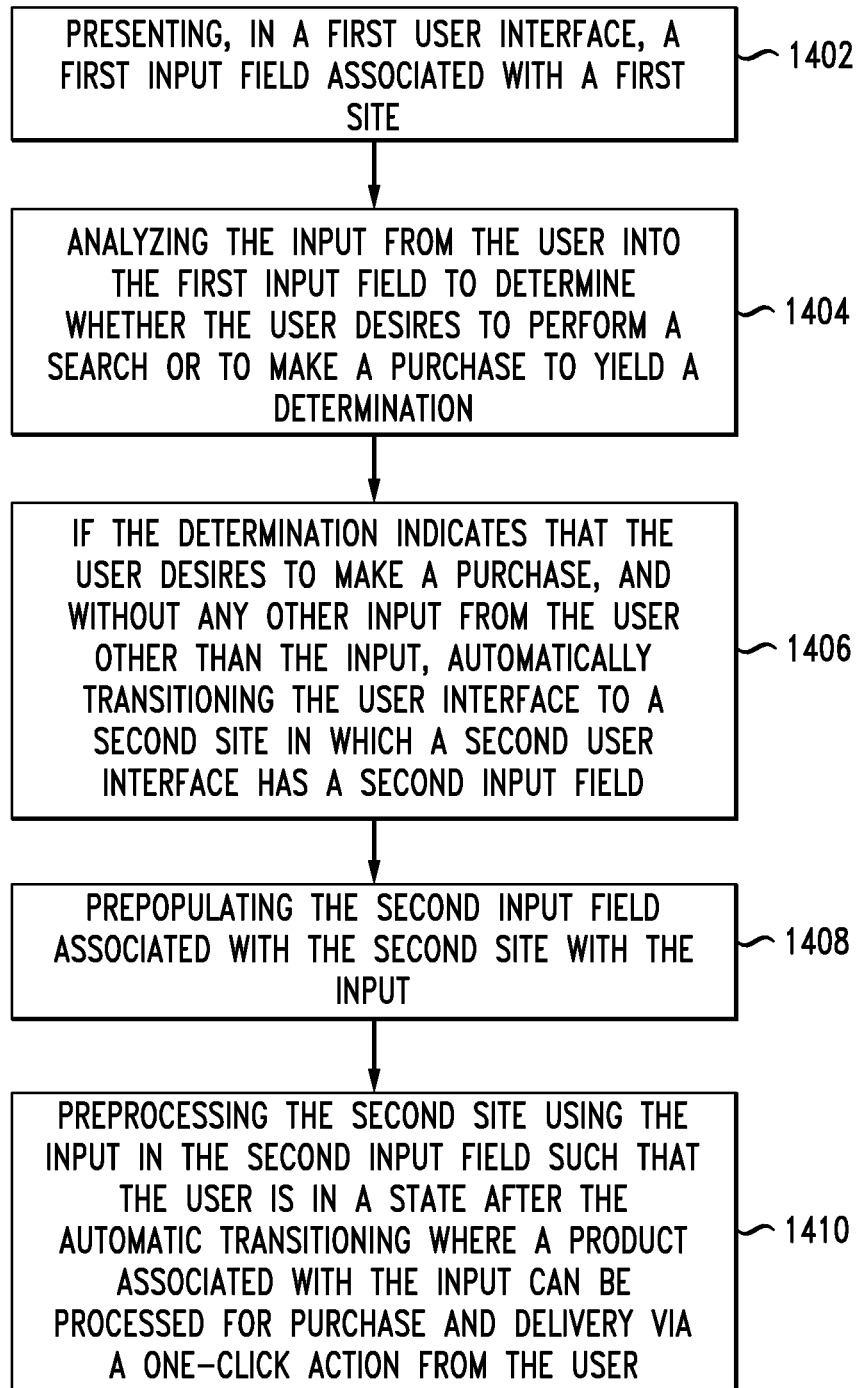 PRESENTING, IN A FIRST USER INTERFACE, A
FIRST INPUT FIELD ASSOCIATED WITH A FIRST
SITE
1402
ANALYZING THE INPUT FROM THE USER INTO
THE FIRST INPUT FIELD TO DETERMINE
WHETHER THE USER DESIRES TO PERFORM A
SEARCH OR TO MAKE A PURCHASE TO YIELD A
DETERMINATION
1404
IF THE DETERMINATION INDICATES THAT THE
USER DESIRES TO MAKE A PURCHASE, AND
WITHOUT ANY OTHER INPUT FROM THE USER
OTHER THAN THE INPUT, AUTOMATICALLY
TRANSITIONING THE USER INTERFACE TO A
SECOND SITE IN WHICH A SECOND USER
INTERFACE HAS A SECOND INPUT FIELD
1406
PREPOPULATING THE SECOND INPUT FIELD
ASSOCIATED WITH THE SECOND SITE WITH THE
INPUT
1408
PREPROCESSING THE SECOND SITE USING THE
INPUT IN THE SECOND INPUT FIELD SUCH THAT
THE USER IS IN A STATE AFTER THE
AUTOMATIC TRANSITIONING WHERE A PRODUCT
ASSOCIATED WITH THE INPUT CAN BE
PROCESSED FOR PURCHASE AND DELIVERY VIA
A ONE-CLICK ACTION FROM THE USER
1410